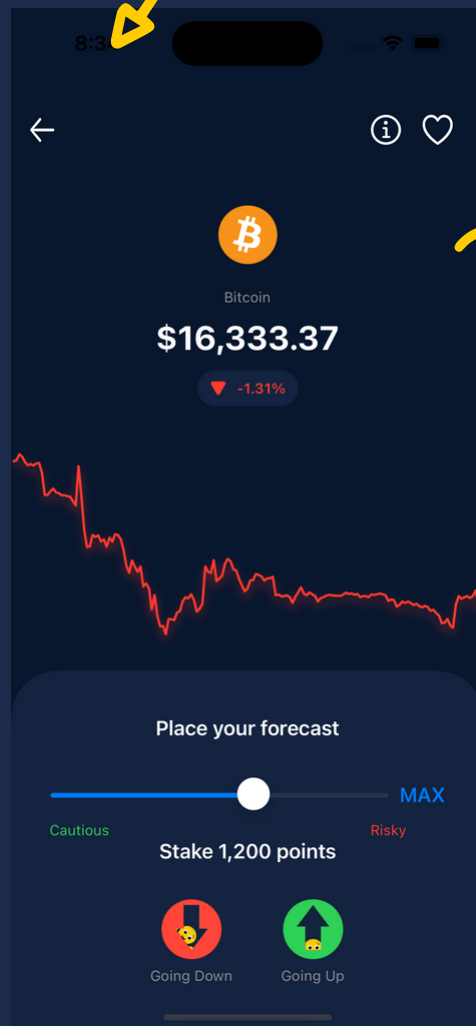 Bitcoin
$16,333.37
-1.31%
Place your forecast
MAX
Cautious
Risky
Stake 1,200 points
Going Down
Going Up